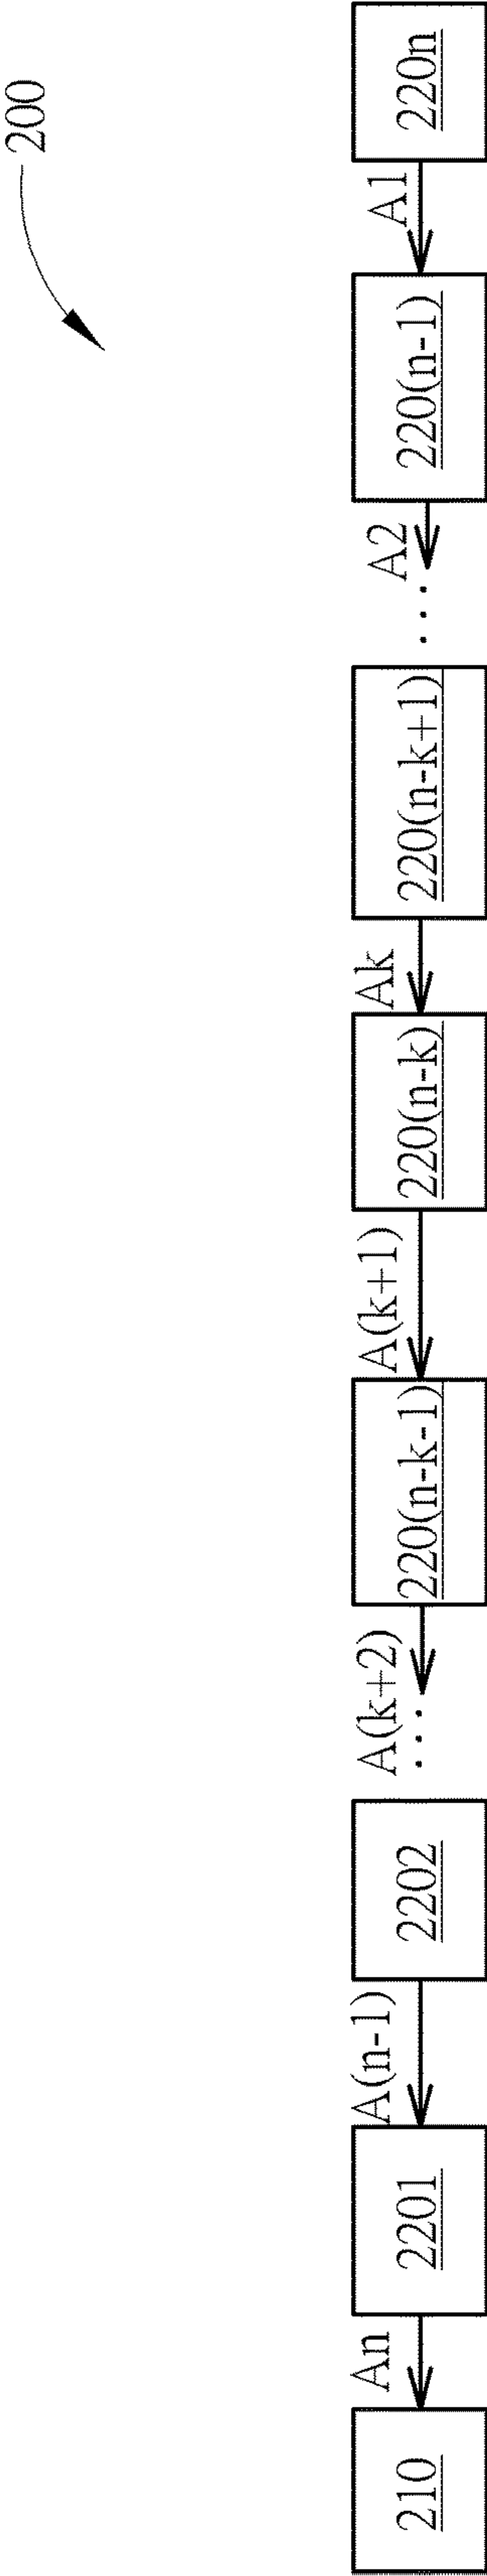 200
220n
A1
220(n-1)
A2
...
220(n-k+1)
Ak
220(n-k)
A(k+1)
220(n-k-1)
A(k+2)
...
2202
A(n-1)
2201
An
210